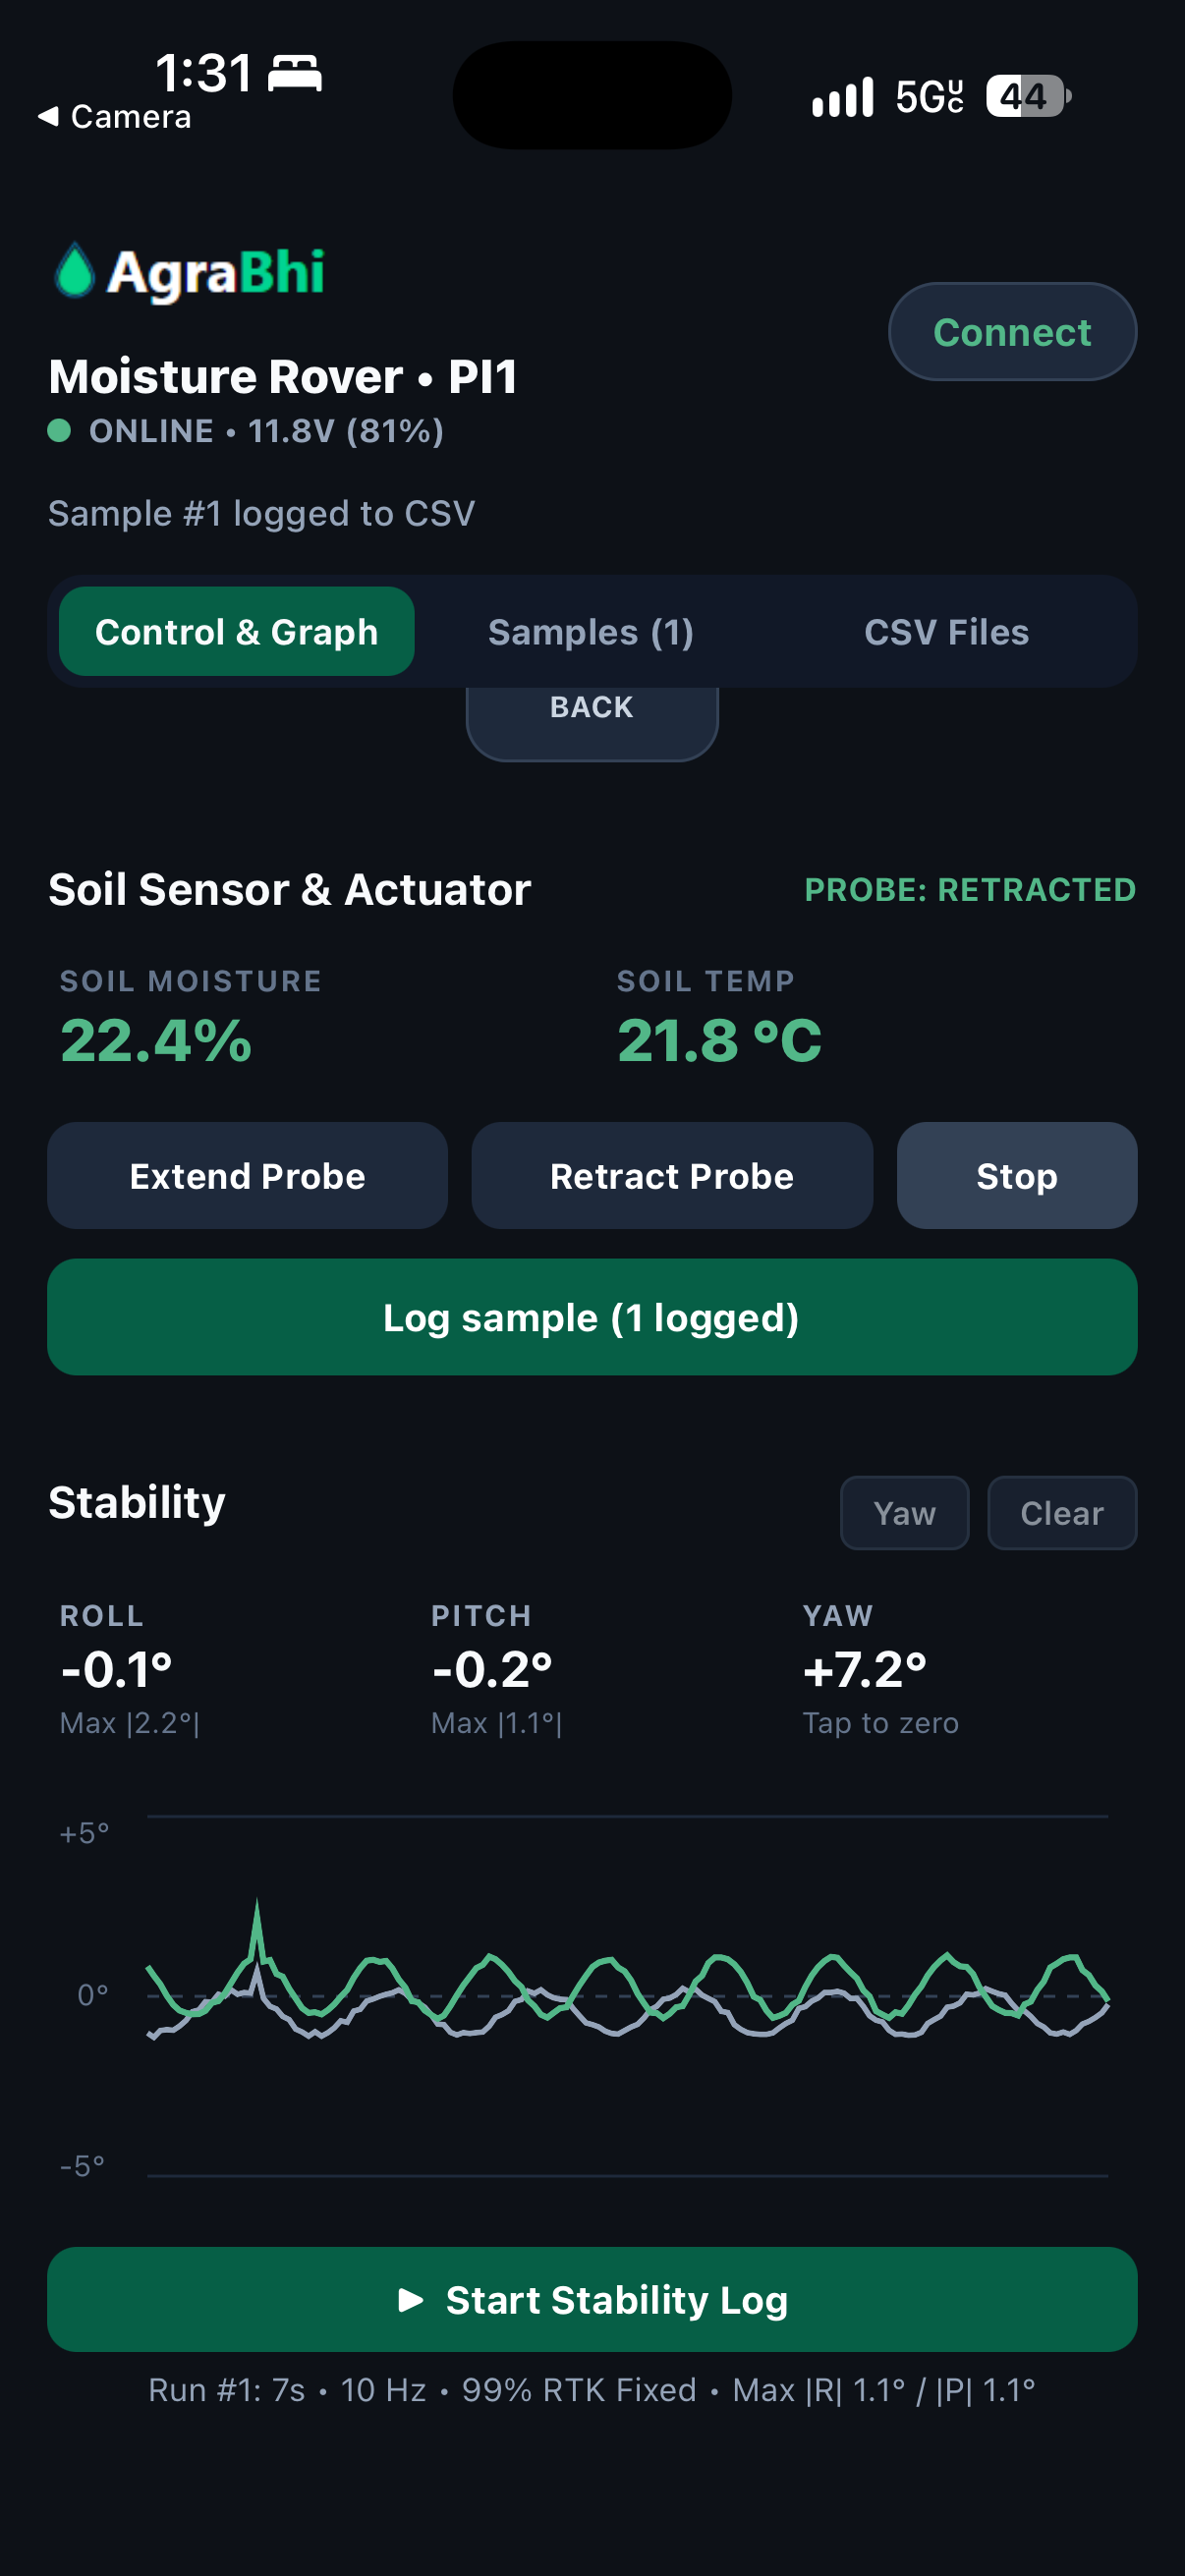 1:31
5GUC
44
◀ Camera
AgraBhi
Connect
Moisture Rover • PI1
ONLINE • 11.8V (81%)
Sample #1 logged to CSV
Control & Graph
Samples (1)
CSV Files
BACK
Soil Sensor & Actuator
PROBE: RETRACTED
SOIL MOISTURE
SOIL TEMP
22.4%
21.8 °C
Extend Probe
Retract Probe
Stop
Log sample (1 logged)
Stability
Yaw
Clear
ROLL
PITCH
YAW
-0.1°
-0.2°
+7.2°
Max |2.2°|
Max |1.1°|
Tap to zero
+5°
0°
-5°
▶ Start Stability Log
Run #1: 7s • 10 Hz • 99% RTK Fixed • Max |R| 1.1° / |P| 1.1°